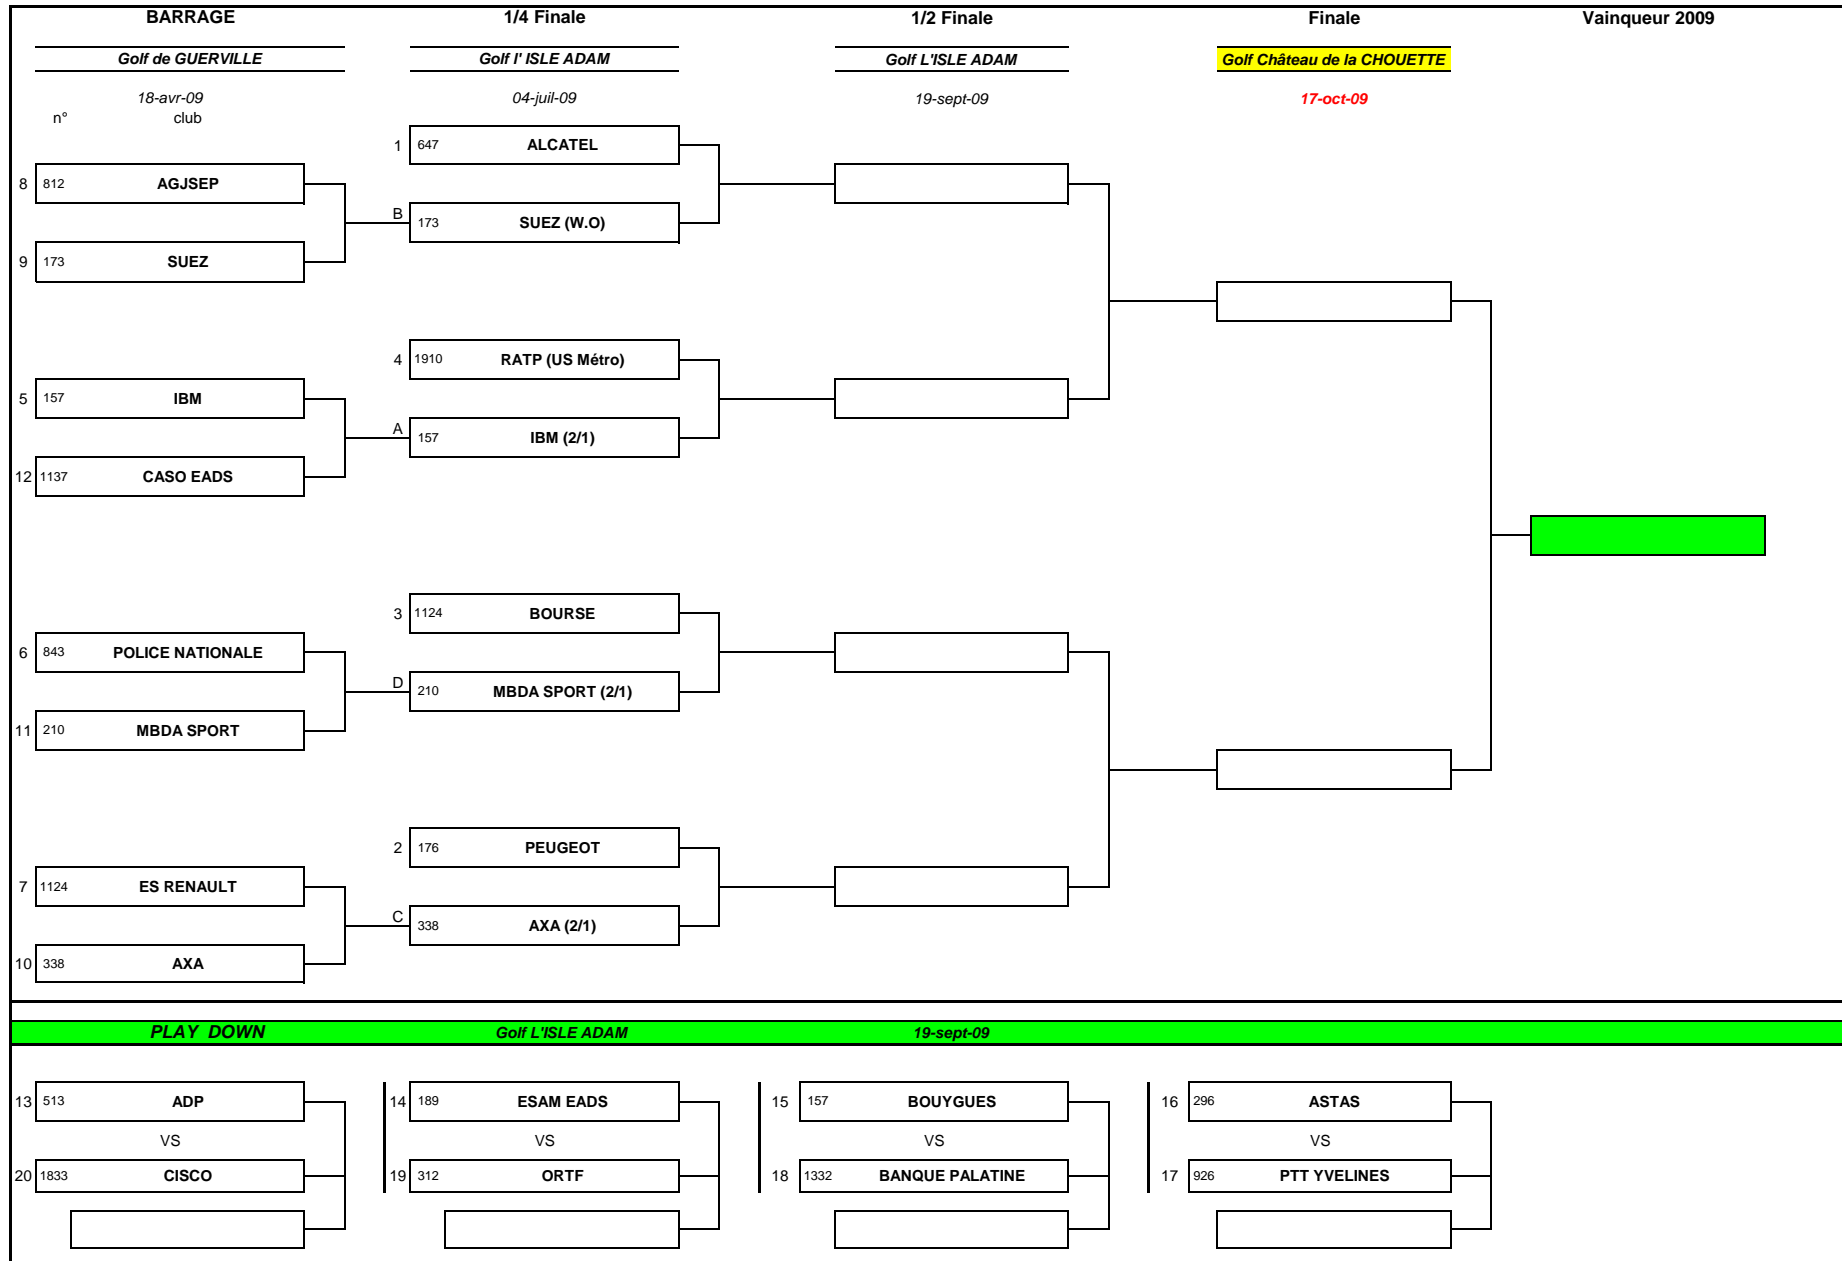 BARRAGE 1/4 Finale 1/2 Finale Finale Vainqueur 2009
Golf de GUERVILLE Golf l' ISLE ADAM Golf L'ISLE ADAM Golf Château de la CHOUETTE
18-avr-09 04-juil-09 19-sept-09 17-oct-09
n° club
1 647 ALCATEL
8 812 AGJSEP
B 173 SUEZ (W.O)
9 173 SUEZ
4 1910 RATP (US Métro)
5 157 IBM
A 157 IBM (2/1)
12 1137 CASO EADS
3 1124 BOURSE
6 843 POLICE NATIONALE
D 210 MBDA SPORT (2/1)
11 210 MBDA SPORT
2 176 PEUGEOT
7 1124 ES RENAULT
C 338 AXA (2/1)
10 338 AXA
PLAY DOWN Golf L'ISLE ADAM 19-sept-09
13 513 ADP 14 189 ESAM EADS 15 157 BOUYGUES 16 296 ASTAS
VS VS VS VS
20 1833 CISCO 19 312 ORTF 18 1332 BANQUE PALATINE 17 926 PTT YVELINES